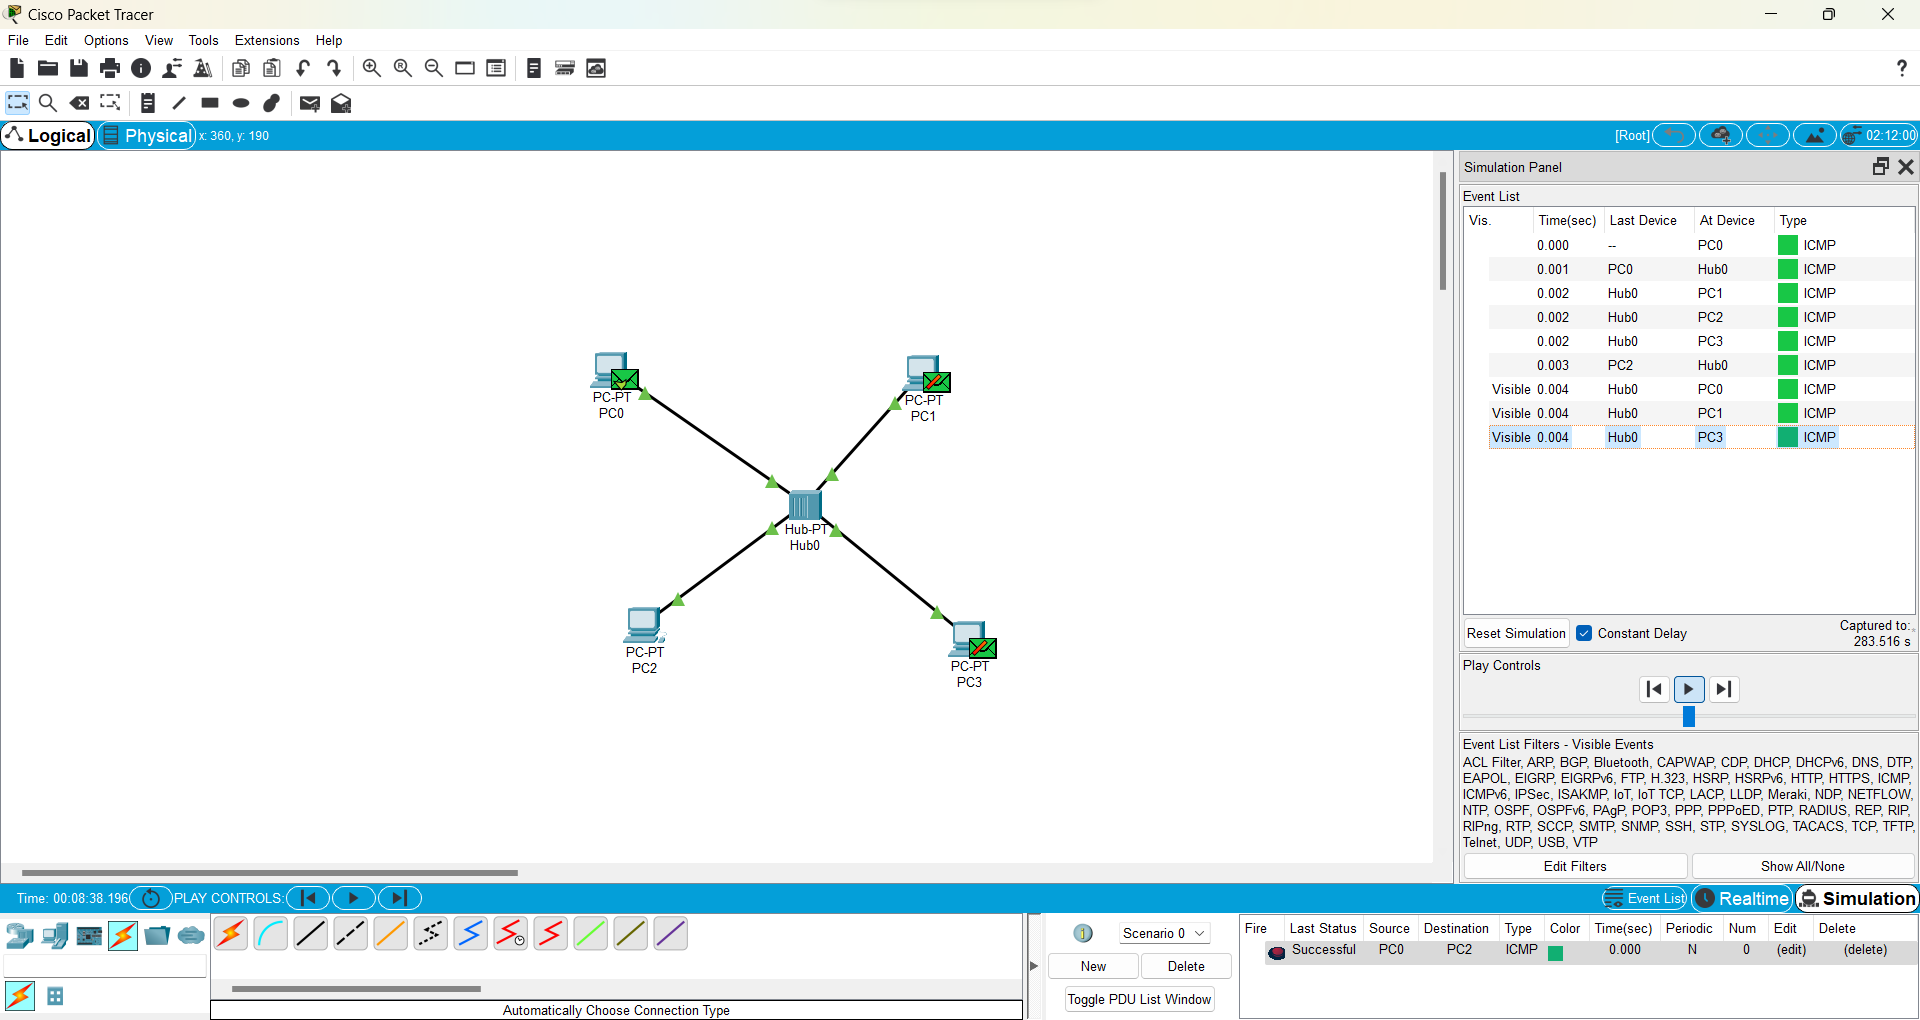 Cisco Packet Tracer
File Edit Options View Tools Extensions Help
Logical Physical x: 360, y: 190 [Root] 02:12:00
Simulation Panel
Event List
Vis. Time(sec) Last Device At Device Type
0.000 -- PC0 ICMP
0.001 PC0 Hub0 ICMP
0.002 Hub0 PC1 ICMP
0.002 Hub0 PC2 ICMP
0.002 Hub0 PC3 ICMP
0.003 PC2 Hub0 ICMP
Visible 0.004 Hub0 PC0 ICMP
Visible 0.004 Hub0 PC1 ICMP
Visible 0.004 Hub0 PC3 ICMP
PC-PT
PC0
PC-PT
PC1
Hub-PT
Hub0
PC-PT
PC2
PC-PT
PC3
Reset Simulation Constant Delay Captured to:
283.516 s
Play Controls
Event List Filters - Visible Events
ACL Filter, ARP, BGP, Bluetooth, CAPWAP, CDP, DHCP, DHCPv6, DNS, DTP,
EAPOL, EIGRP, EIGRPv6, FTP, H.323, HSRP, HSRPv6, HTTP, HTTPS, ICMP,
ICMPv6, IPSec, ISAKMP, IoT, IoT TCP, LACP, LLDP, Meraki, NDP, NETFLOW,
NTP, OSPF, OSPFv6, PAgP, POP3, PPP, PPPoED, PTP, RADIUS, REP, RIP,
RIPng, RTP, SCCP, SMTP, SNMP, SSH, STP, SYSLOG, TACACS, TCP, TFTP,
Telnet, UDP, USB, VTP
Edit Filters Show All/None
Time: 00:08:38.196 PLAY CONTROLS: Event List Realtime Simulation
Scenario 0
New Delete
Toggle PDU List Window
Fire Last Status Source Destination Type Color Time(sec) Periodic Num Edit Delete
Successful PC0 PC2 ICMP 0.000 N 0 (edit) (delete)
Automatically Choose Connection Type